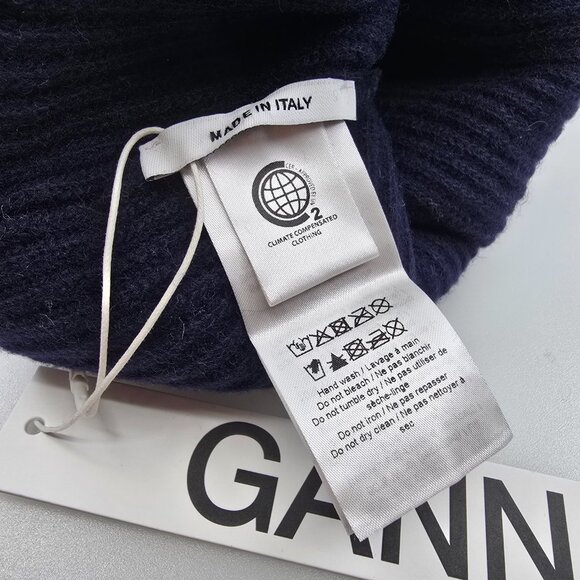 MADE IN ITALY
2
CLIMATE COMPENSATED
CLOTHING
Hand wash / Lavage à main
Do not bleach / Ne pas blanchir
Do not tumble dry / Ne pas utiliser de
sèche-linge
Do not iron / Ne pas repasser
Do not dry clean / Ne pas nettoyer à
sec
GANN